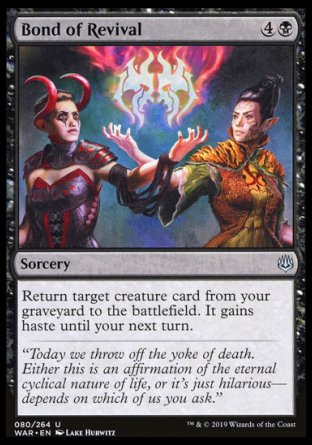 Bond of Revival 4
Sorcery
Return target creature card from your
graveyard to the battlefield. It gains
haste until your next turn.
“Today we throw off the yoke of death.
Either this is an affirmation of the eternal
cyclical nature of life, or it’s just hilarious—
depends on which of us you ask.”
080/264 U
WAR • EN Lake Hurwitz ™ & © 2019 Wizards of the Coast